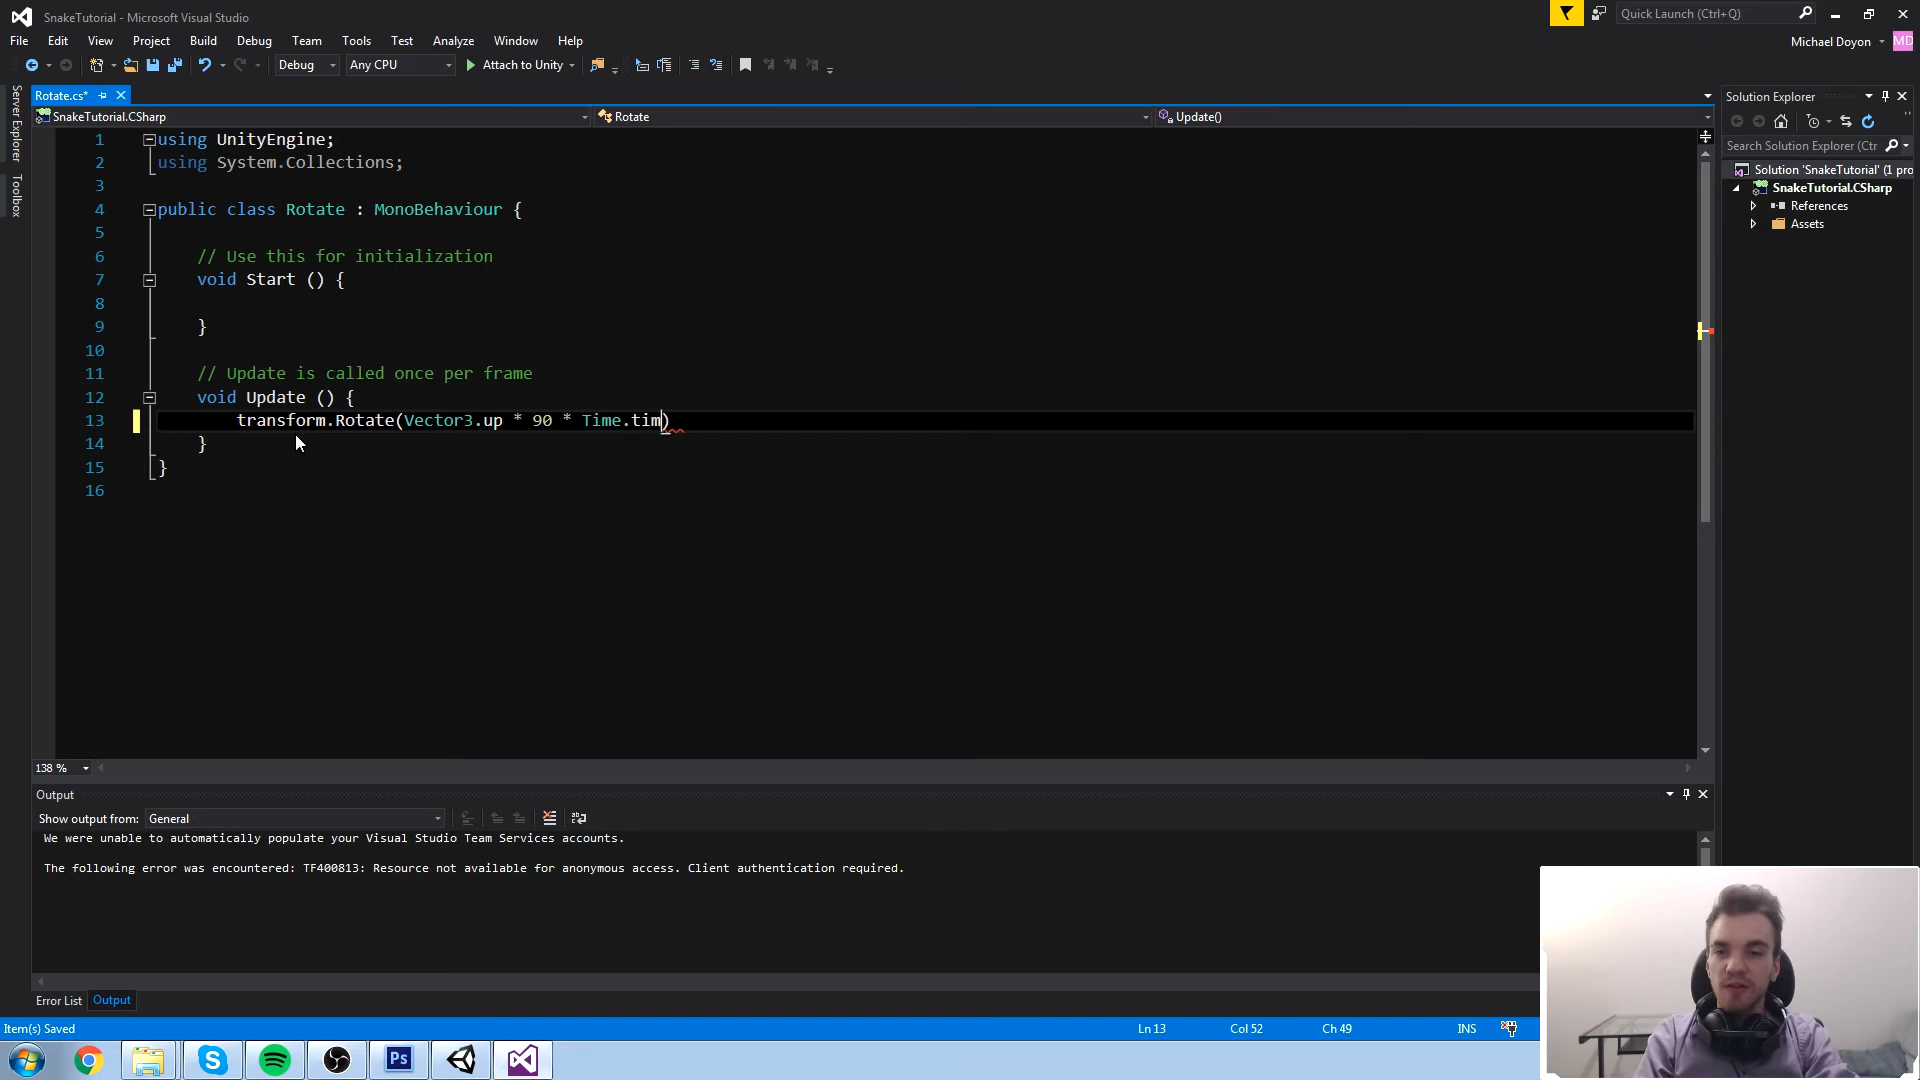 SnakeTutorial - Microsoft Visual Studio
Quick Launch (Ctrl+Q)
File Edit View Project Build Debug Team Tools Test Analyze Window Help
Michael Doyon MD
Debug Any CPU Attach to Unity
Server Explorer
Toolbox
Rotate.cs*
SnakeTutorial.CSharp Rotate Update()
1 using UnityEngine;
2 using System.Collections;
3
4 public class Rotate : MonoBehaviour {
5
6 // Use this for initialization
7 void Start () {
8
9 }
10
11 // Update is called once per frame
12 void Update () {
13 transform.Rotate(Vector3.up * 90 * Time.tim)
14 }
15 }
16
138 %
Solution Explorer
Search Solution Explorer (Ctr
Solution 'SnakeTutorial' (1 pro
SnakeTutorial.CSharp
References
Assets
Output
Show output from: General
We were unable to automatically populate your Visual Studio Team Services accounts.
The following error was encountered: TF400813: Resource not available for anonymous access. Client authentication required.
Error List Output
Item(s) Saved Ln 13 Col 52 Ch 49 INS
Ps